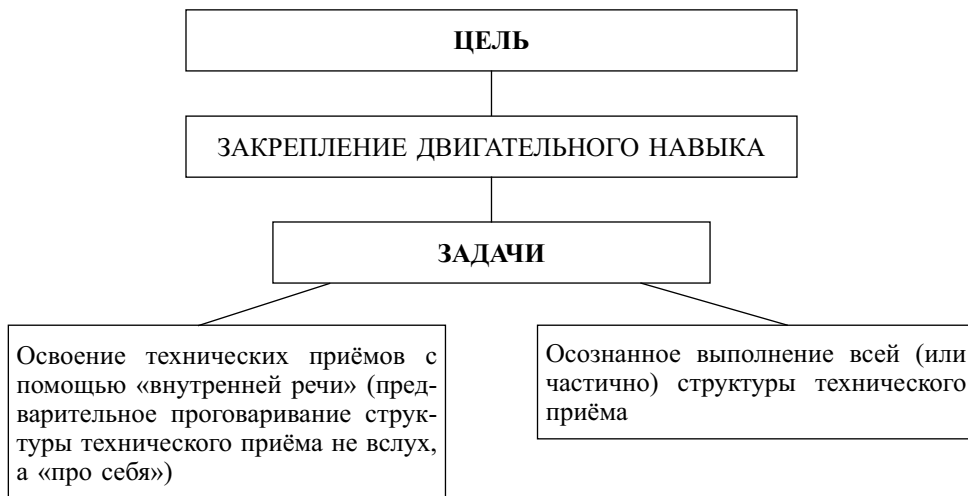 ЦЕЛЬ
ЗАКРЕПЛЕНИЕ ДВИГАТЕЛЬНОГО НАВЫКА
ЗАДАЧИ
Освоение технических приёмов с
помощью «внутренней речи» (пред-
варительное проговаривание струк-
туры технического приёма не вслух,
а «про себя»)
Осознанное выполнение всей (или
частично) структуры технического
приёма